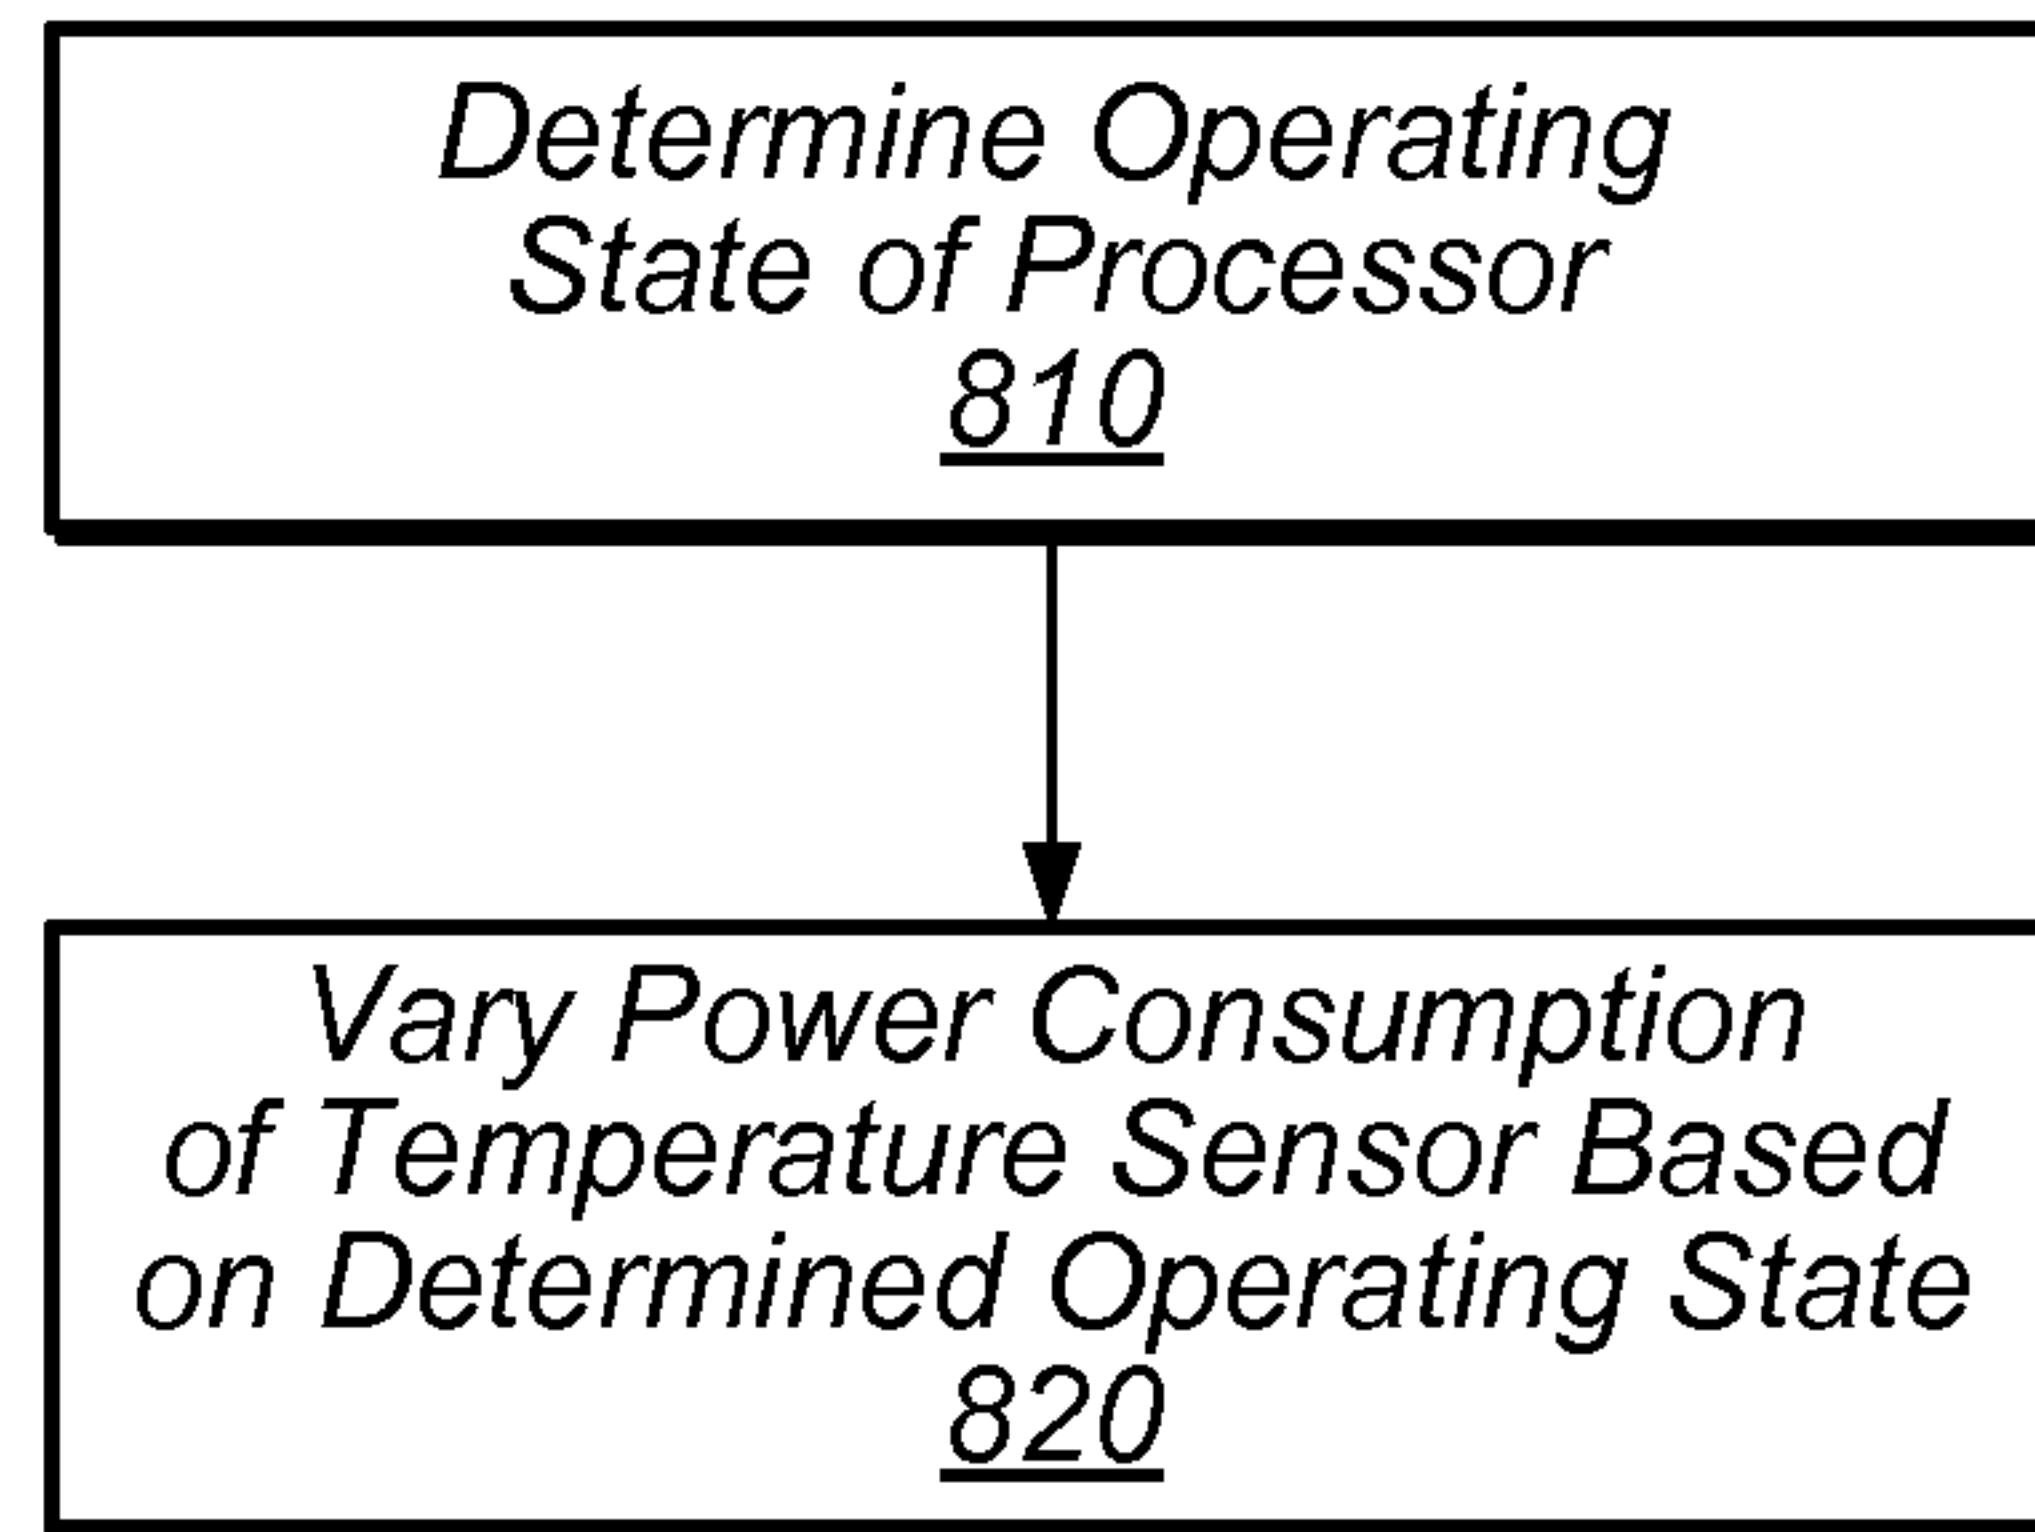 Determine Operating
State of Processor
810
Vary Power Consumption
of Temperature Sensor Based
on Determined Operating State
820